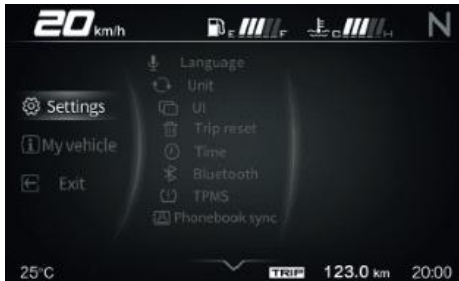 20 km/h E F C H N
Language
Unit
Settings
UI
Trip reset
My vehicle
Time
Bluetooth
Exit
TPMS
Phonebook sync
25°C TRIP 123.0 km 20:00